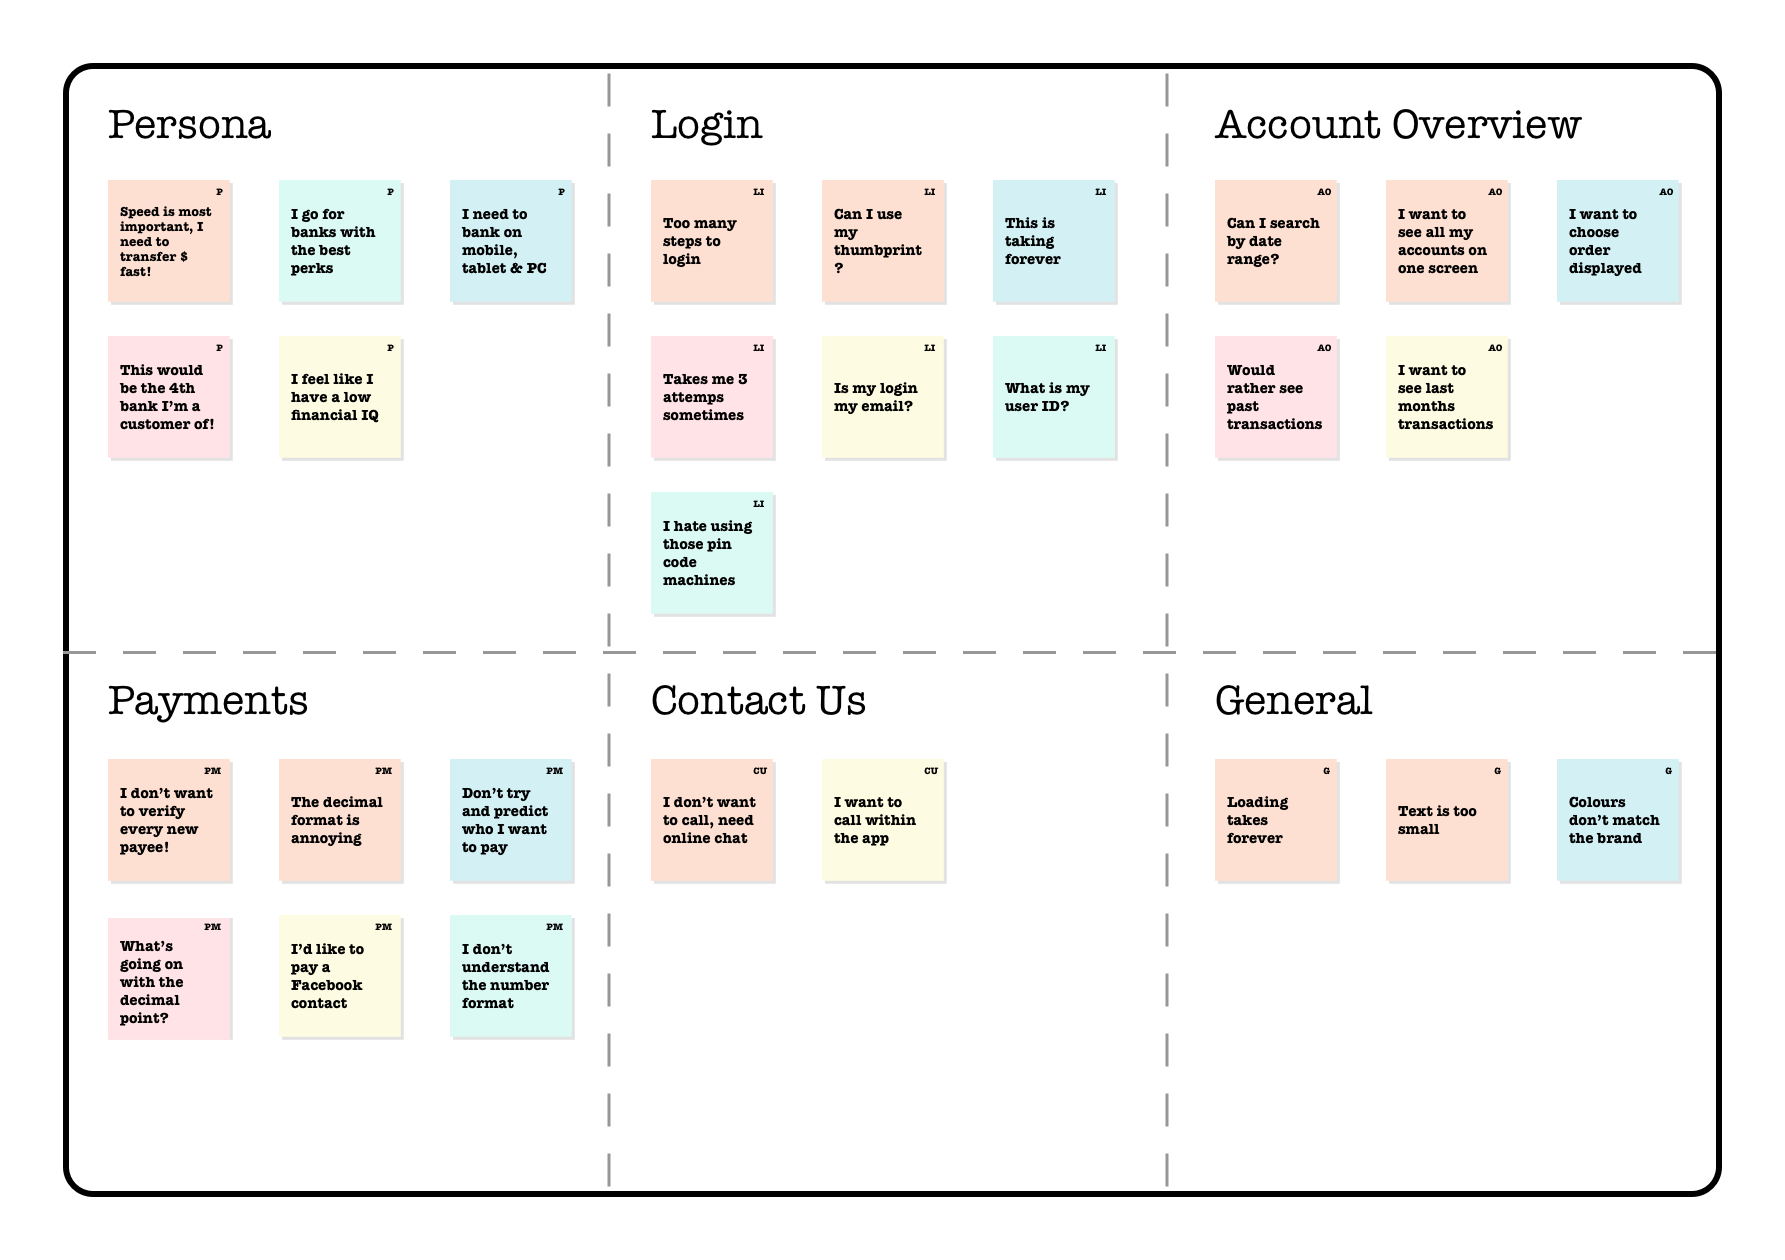 Persona
P
Speed is most
important, I
need to
transfer $
fast!
P
I go for
banks with
the best
perks
P
I need to
bank on
mobile,
tablet & PC
P
This would
be the 4th
bank I'm a
customer of!
P
I feel like I
have a low
financial IQ
Login
LI
Too many
steps to
login
LI
Can I use
my
thumbprint
?
LI
This is
taking
forever
LI
Takes me 3
attemps
sometimes
LI
Is my login
my email?
LI
What is my
user ID?
LI
I hate using
those pin
code
machines
Account Overview
AO
Can I search
by date
range?
AO
I want to
see all my
accounts on
one screen
AO
I want to
choose
order
displayed
AO
Would
rather see
past
transactions
AO
I want to
see last
months
transactions
Payments
PM
I don't want
to verify
every new
payee!
PM
The decimal
format is
annoying
PM
Don't try
and predict
who I want
to pay
PM
What's
going on
with the
decimal
point?
PM
I'd like to
pay a
Facebook
contact
PM
I don't
understand
the number
format
Contact Us
CU
I don't want
to call, need
online chat
CU
I want to
call within
the app
General
G
Loading
takes
forever
G
Text is too
small
G
Colours
don't match
the brand